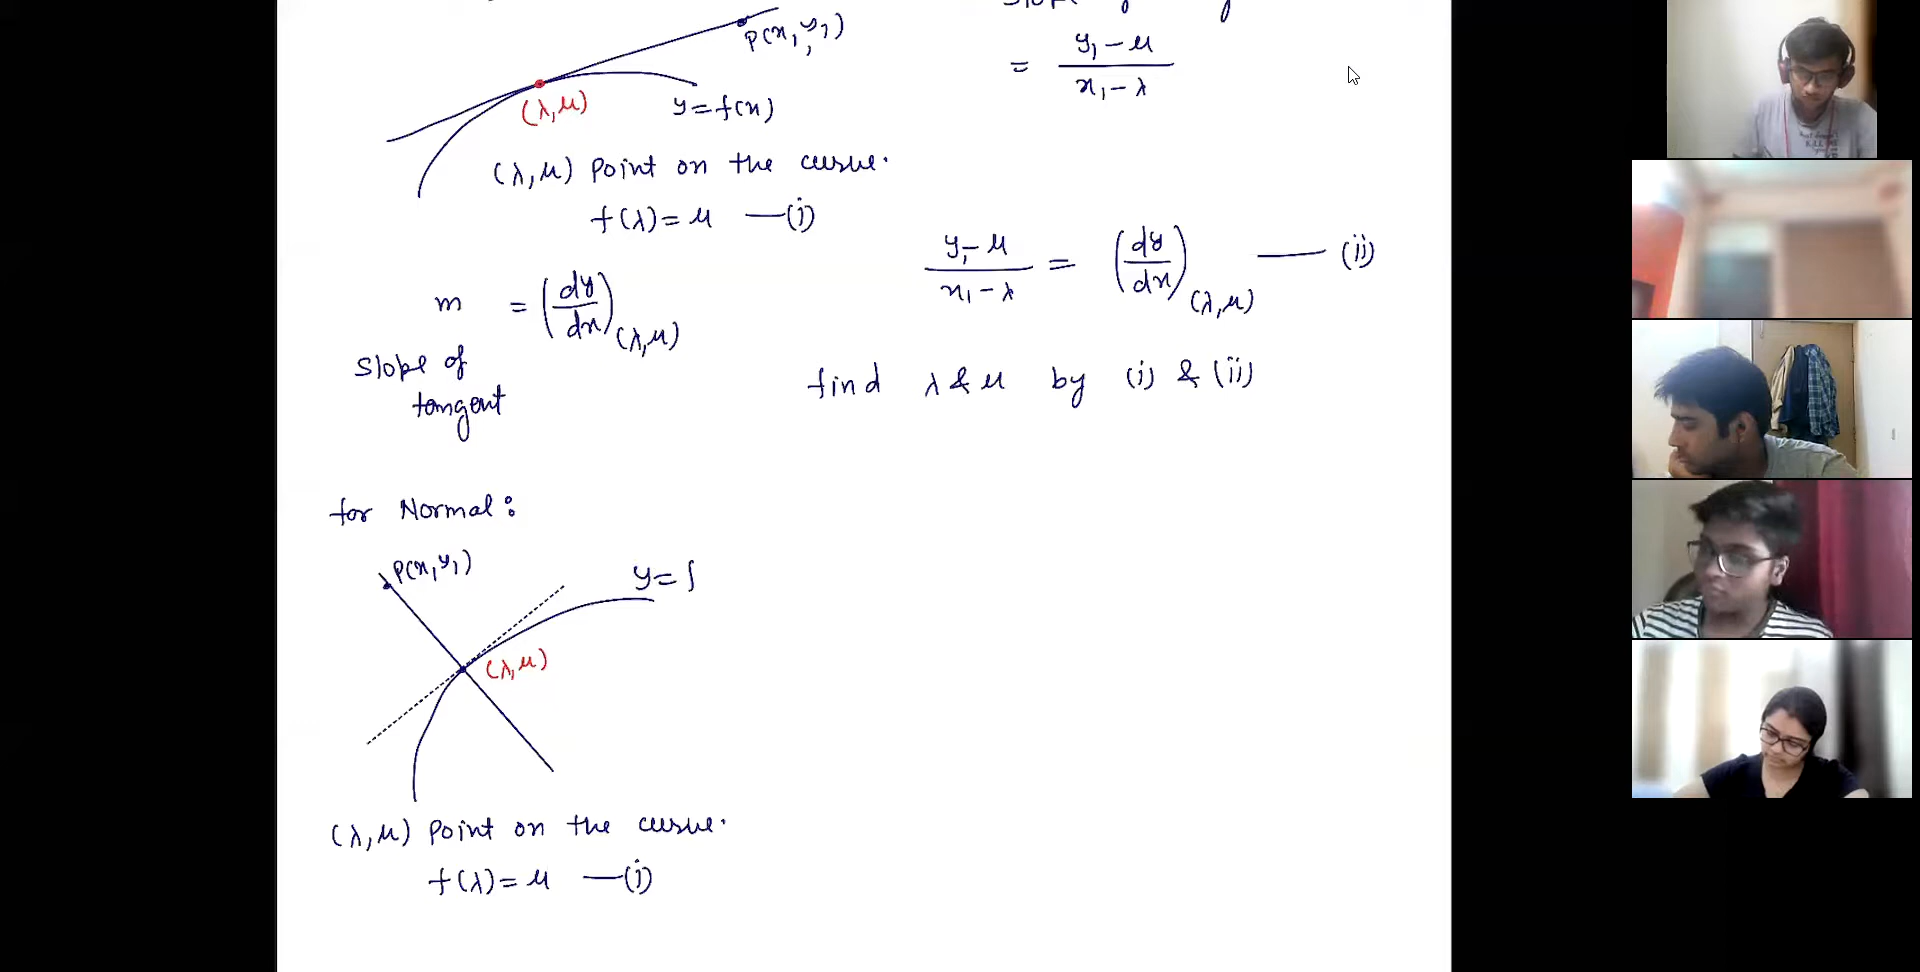 P(x₁, y₁)
= (y₁ - μ) / (x₁ - λ)
(λ, μ)
y = f(x)
(λ, μ) Point on the curve.
f(λ) = μ —(i)
(y₁ - μ) / (x₁ - λ) = (dy/dx)(λ, μ) — (ii)
m = (dy/dx)(λ, μ)
Slope of
tangent
find λ & μ by (i) & (ii)
for Normal:
P(x₁, y₁)
y =
(λ, μ)
(λ, μ) Point on the curve.
f(λ) = μ —(i)